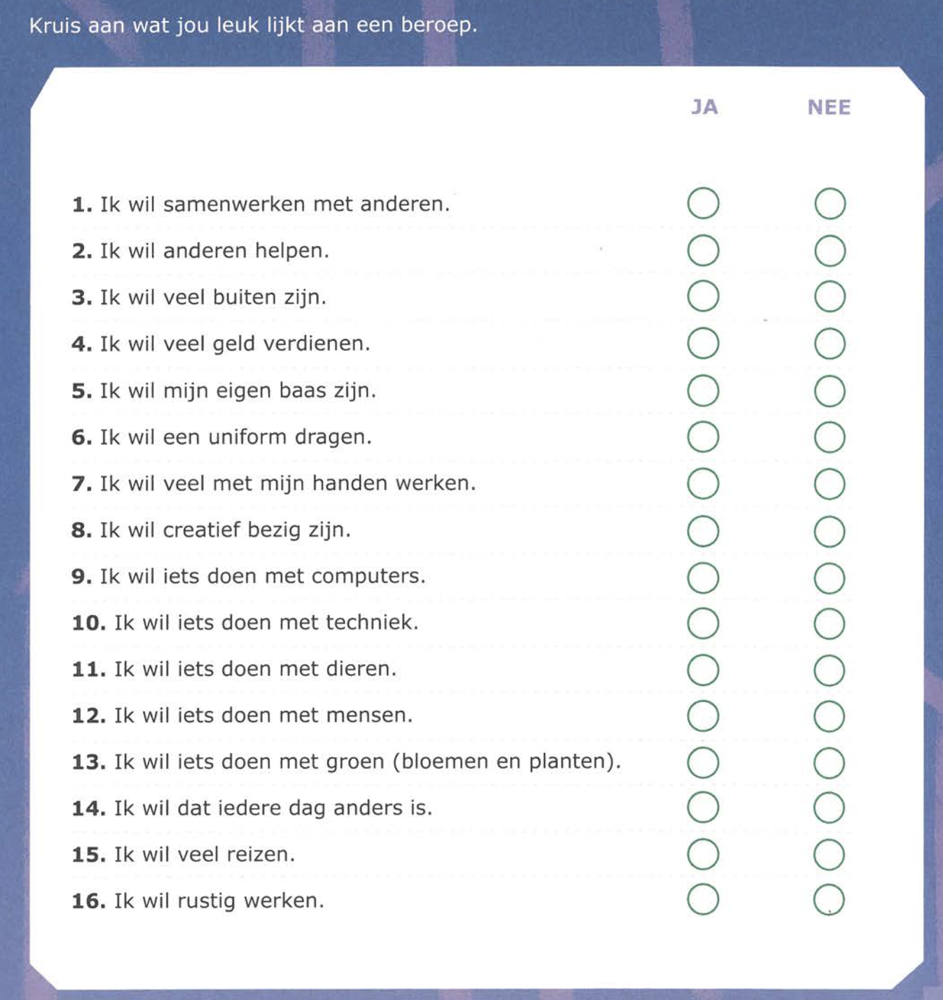 Kruis aan wat jou leuk lijkt aan een beroep.
JA NEE
1. Ik wil samenwerken met anderen.
2. Ik wil anderen helpen.
3. Ik wil veel buiten zijn.
4. Ik wil veel geld verdienen.
5. Ik wil mijn eigen baas zijn.
6. Ik wil een uniform dragen.
7. Ik wil veel met mijn handen werken.
8. Ik wil creatief bezig zijn.
9. Ik wil iets doen met computers.
10. Ik wil iets doen met techniek.
11. Ik wil iets doen met dieren.
12. Ik wil iets doen met mensen.
13. Ik wil iets doen met groen (bloemen en planten).
14. Ik wil dat iedere dag anders is.
15. Ik wil veel reizen.
16. Ik wil rustig werken.